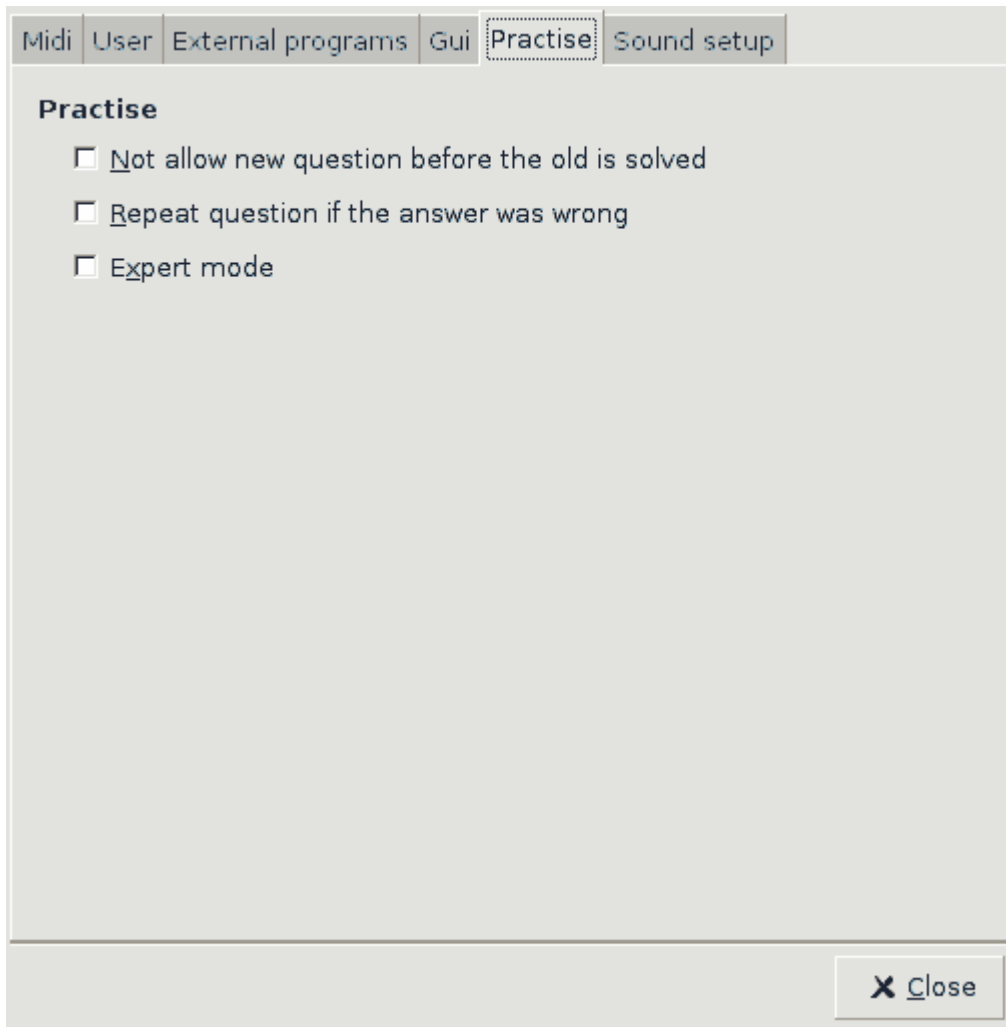 Midi User External programs Gui Practise Sound setup
Practise
Not allow new question before the old is solved
Repeat question if the answer was wrong
Expert mode
Close